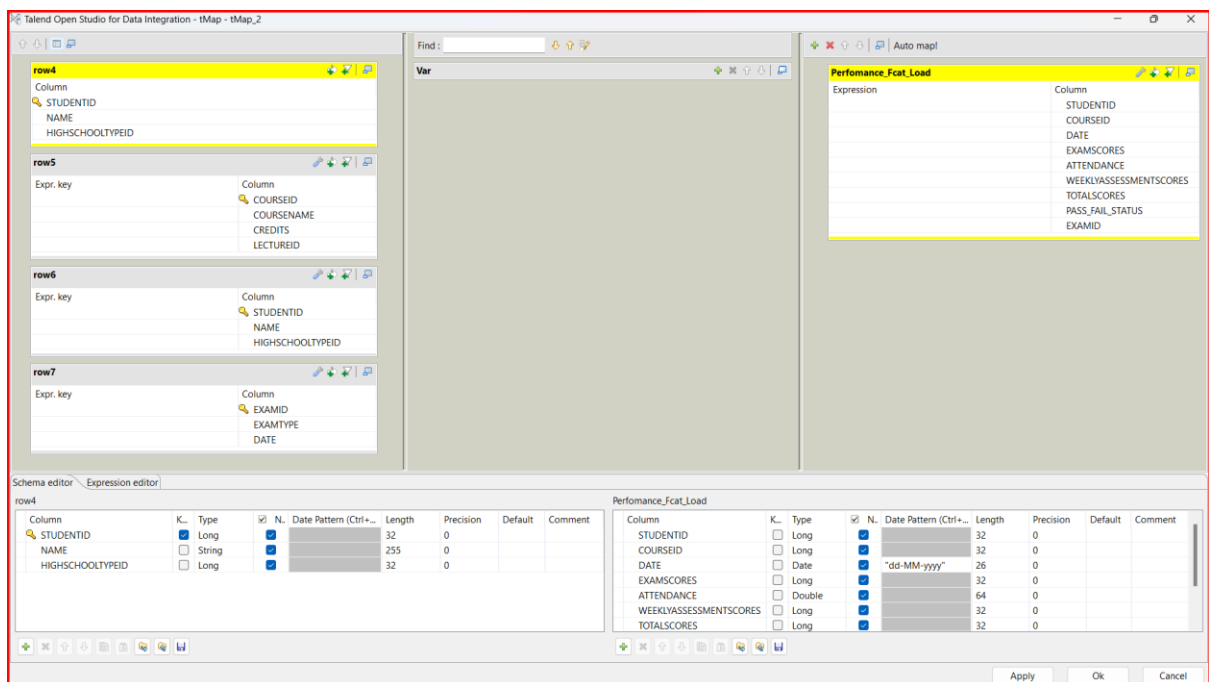 Talend Open Studio for Data Integration - tMap - tMap_2
Find :
Auto map!
row4
Column
STUDENTID
NAME
HIGHSCHOOLTYPEID
row5
Expr. key Column
COURSEID
COURSENAME
CREDITS
LECTUREID
row6
Expr. key Column
STUDENTID
NAME
HIGHSCHOOLTYPEID
row7
Expr. key Column
EXAMID
EXAMTYPE
DATE
Var
Perfomance_Fcat_Load
Expression Column
STUDENTID
COURSEID
DATE
EXAMSCORES
ATTENDANCE
WEEKLYASSESSMENTSCORES
TOTALSCORES
PASS_FAIL_STATUS
EXAMID
Schema editor Expression editor
row4
Column K... Type N.. Date Pattern (Ctrl+... Length Precision Default Comment
STUDENTID Long 32 0
NAME String 255 0
HIGHSCHOOLTYPEID Long 32 0
Perfomance_Fcat_Load
Column K... Type N.. Date Pattern (Ctrl+... Length Precision Default Comment
STUDENTID Long 32 0
COURSEID Long 32 0
DATE Date "dd-MM-yyyy" 26 0
EXAMSCORES Long 32 0
ATTENDANCE Double 64 0
WEEKLYASSESSMENTSCORES Long 32 0
TOTALSCORES Long 32 0
Apply Ok Cancel